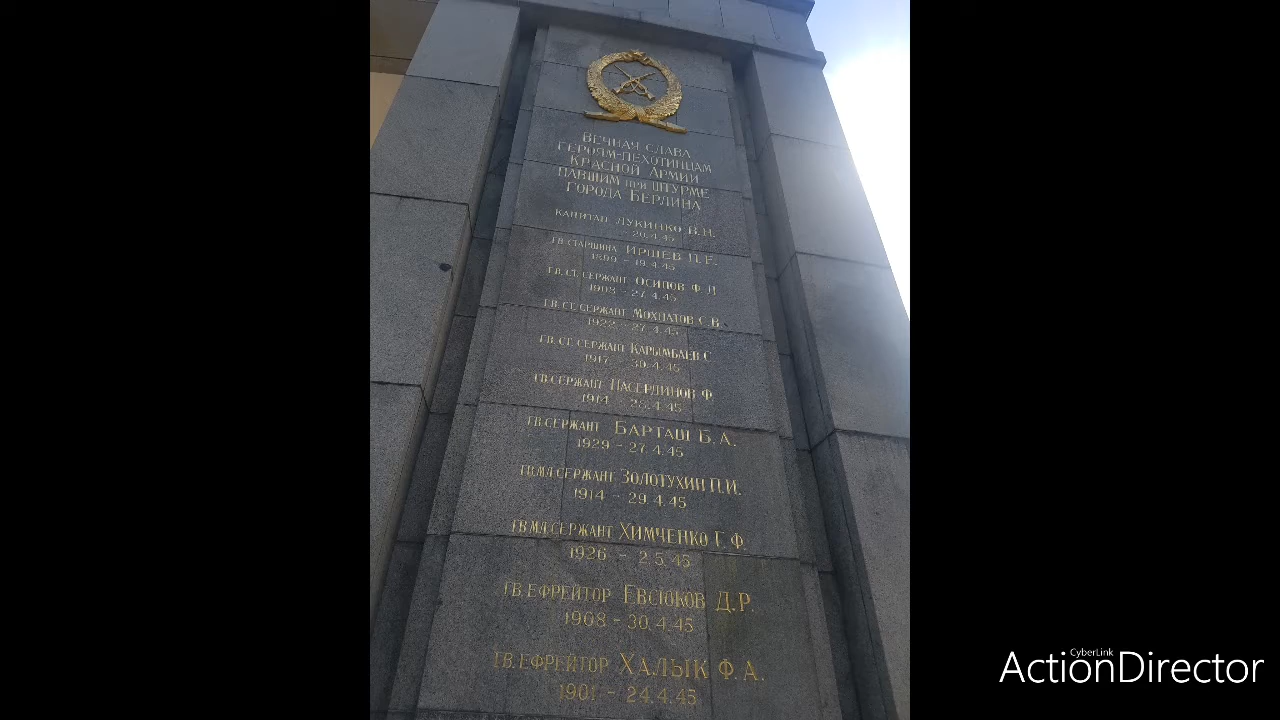 ВЕЧНАЯ СЛАВА
ГЕРОЯМ-ПЕХОТИНЦАМ
КРАСНОЙ АРМИИ
ПАВШИМ ПРИ ШТУРМЕ
ГОРОДА БЕРЛИНА
КАПИТАН ЛУКИНКО В.Н.
26.4.45
ГВ. СТАРШИНА ИРШЕВ П.Е.
1899 - 19.4.45
ГВ. СТ. СЕРЖАНТ ОСИПОВ Ф.
1903 - 27.4.45
ГВ. СТ. СЕРЖАНТ МОХНАТОВ С.В.
1922 - 27.4.45
ГВ. СТ. СЕРЖАНТ КАРЫМБАЕВ С.
1917 - 30.4.45
ГВ. СЕРЖАНТ НАСЕРДИНОВ Ф.
1914 - 4.45
ГВ. СЕРЖАНТ БАРТАШ Б.А.
1929 - 27.4.45
ГВ. МЛ. СЕРЖАНТ ЗОЛОТУХИН П.И.
1914 - 29.4.45
ГВ. МЛ. СЕРЖАНТ ХИМЧЕНКО Г.Ф.
1926 - 2.5.45
ГВ. ЕФРЕЙТОР ЕВСЮКОВ Д.Р.
1908 - 30.4.45
ГВ. ЕФРЕЙТОР ХАЛЫК Ф.А.
1901 - 24.4.45
CyberLink
ActionDirector